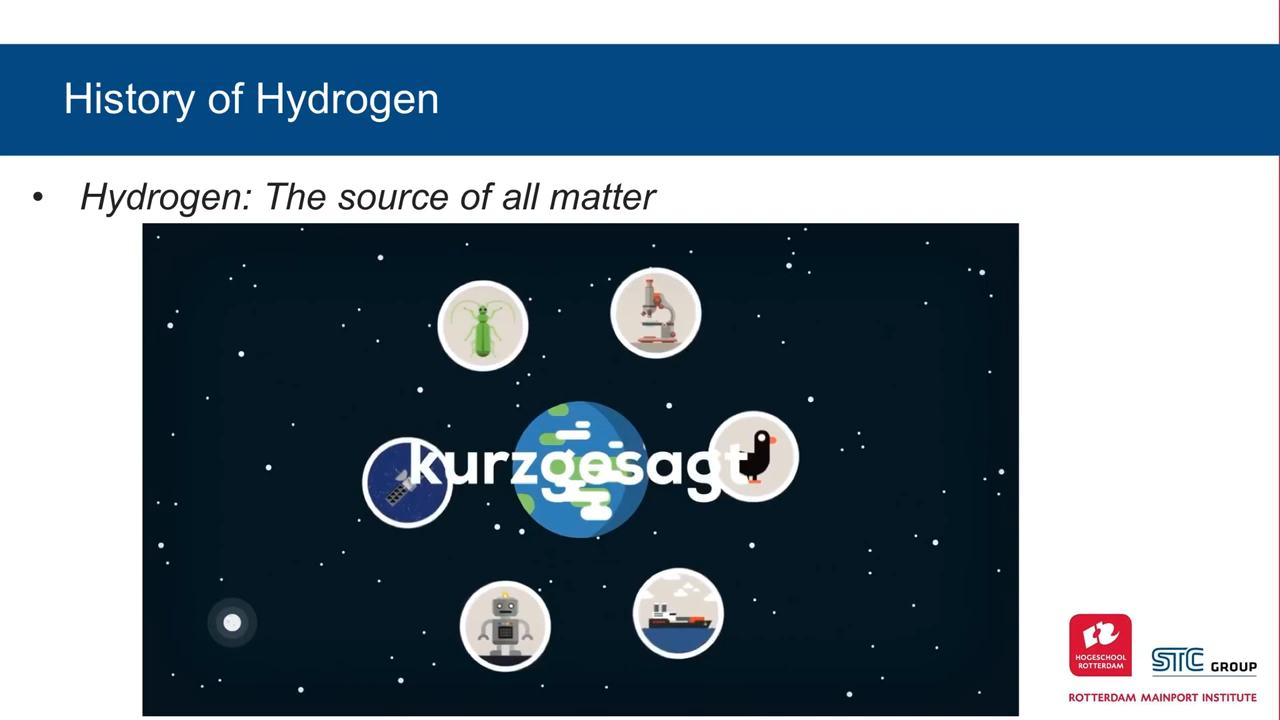 History of Hydrogen
• Hydrogen: The source of all matter
kurzgesagt
HOGESCHOOL
ROTTERDAM
STC GROUP
ROTTERDAM MAINPORT INSTITUTE